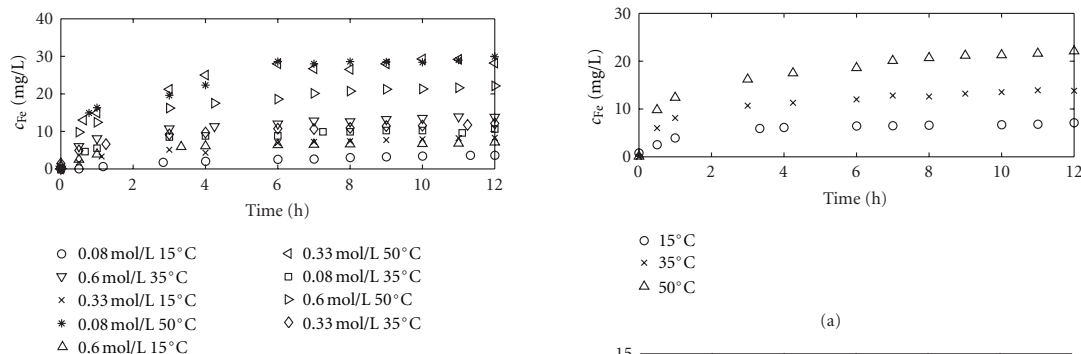 40
30
20
10
0
c_Fe (mg/L)
0 2 4 6 8 10 12
Time (h)
0.08 mol/L 15°C
0.6 mol/L 35°C
0.33 mol/L 15°C
0.08 mol/L 50°C
0.6 mol/L 15°C
0.33 mol/L 50°C
0.08 mol/L 35°C
0.6 mol/L 50°C
0.33 mol/L 35°C
30
20
10
0
c_Fe (mg/L)
0 2 4 6 8 10 12
Time (h)
15°C
35°C
50°C
(a)
15